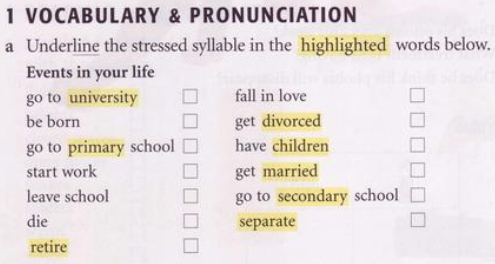 1 VOCABULARY & PRONUNCIATION
a Underline the stressed syllable in the highlighted words below.
Events in your life
go to university
be born
go to primary school
start work
leave school
die
retire
fall in love
get divorced
have children
get married
go to secondary school
separate